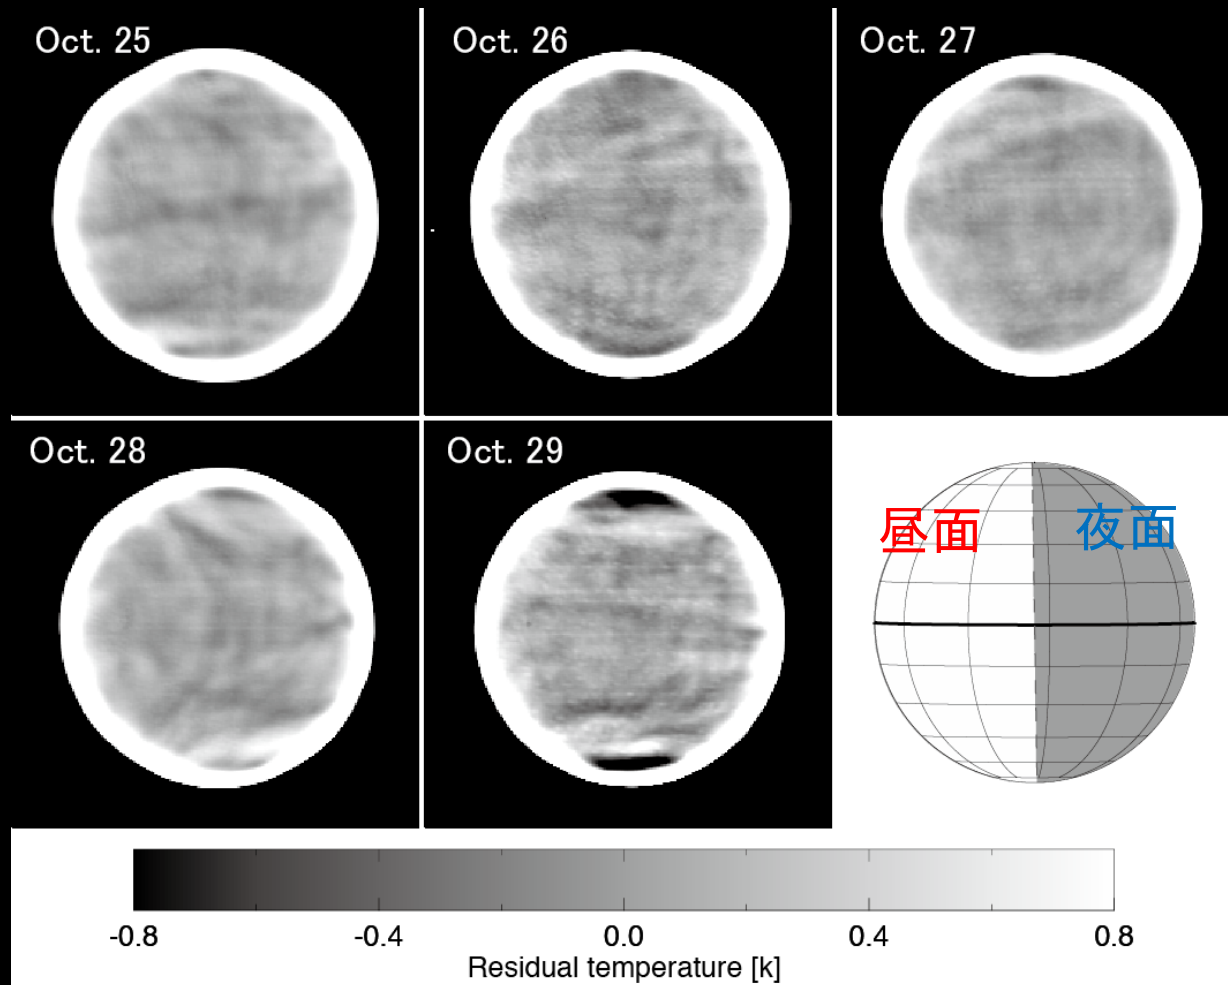 Oct. 25
Oct. 26
Oct. 27
Oct. 28
Oct. 29
昼面
夜面
-0.8
-0.4
0.0
0.4
0.8
Residual temperature [k]